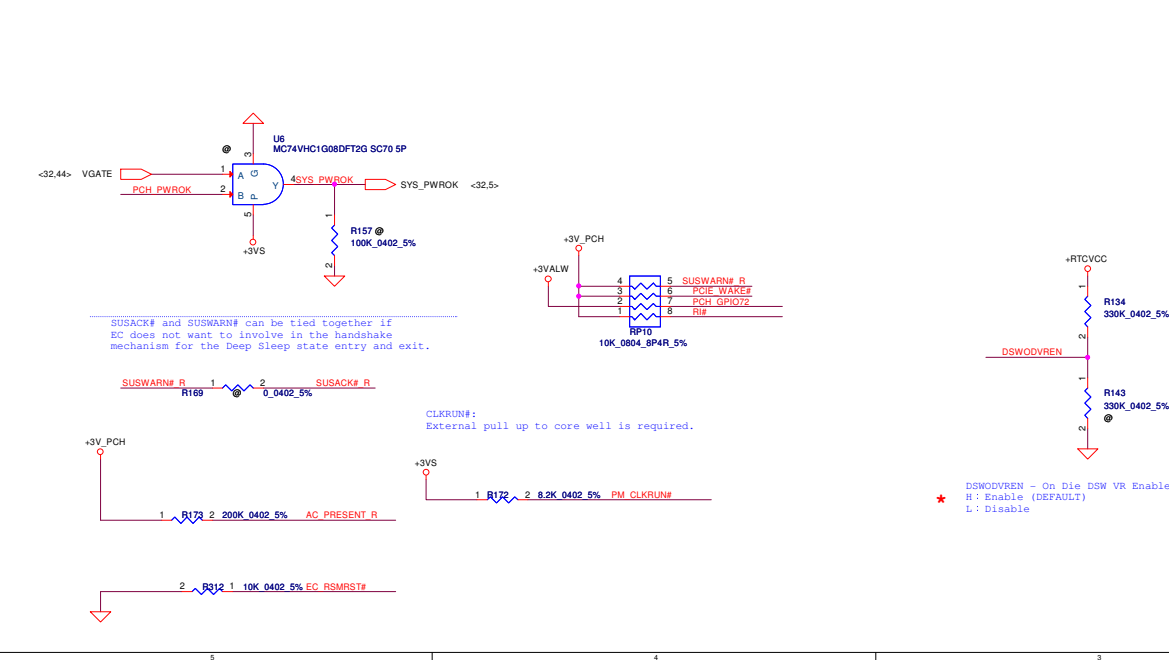 U6
@
MC74VHC1G08DFT2G SC70 5P
3
<32,44>
VGATE
1
A
G
PCH_PWROK
2
B
P
Y
4
SYS_PWROK
SYS_PWROK
<32,5>
5
+3VS
1
R157 @
100K_0402_5%
2
+3V_PCH
+3VALW
4
5
SUSWARN#_R
3
6
PCIE_WAKE#
2
7
PCH_GPIO72
1
8
RI#
RP10
10K_0804_8P4R_5%
+RTCVCC
1
R134
330K_0402_5%
2
DSWODVREN
1
R143
330K_0402_5%
@
2
SUSACK# and SUSWARN# can be tied together if
EC does not want to involve in the handshake
mechanism for the Deep Sleep state entry and exit.
SUSWARN#_R
1
2
SUSACK#_R
R169
@
0_0402_5%
CLKRUN#:
External pull up to core well is required.
+3V_PCH
+3VS
1
R172
2
8.2K_0402_5%
PM_CLKRUN#
1
R173
2
200K_0402_5%
AC_PRESENT_R
DSWODVREN - On Die DSW VR Enable
H：Enable (DEFAULT)
L：Disable
2
R312
1
10K_0402_5%
EC_RSMRST#
5
4
3